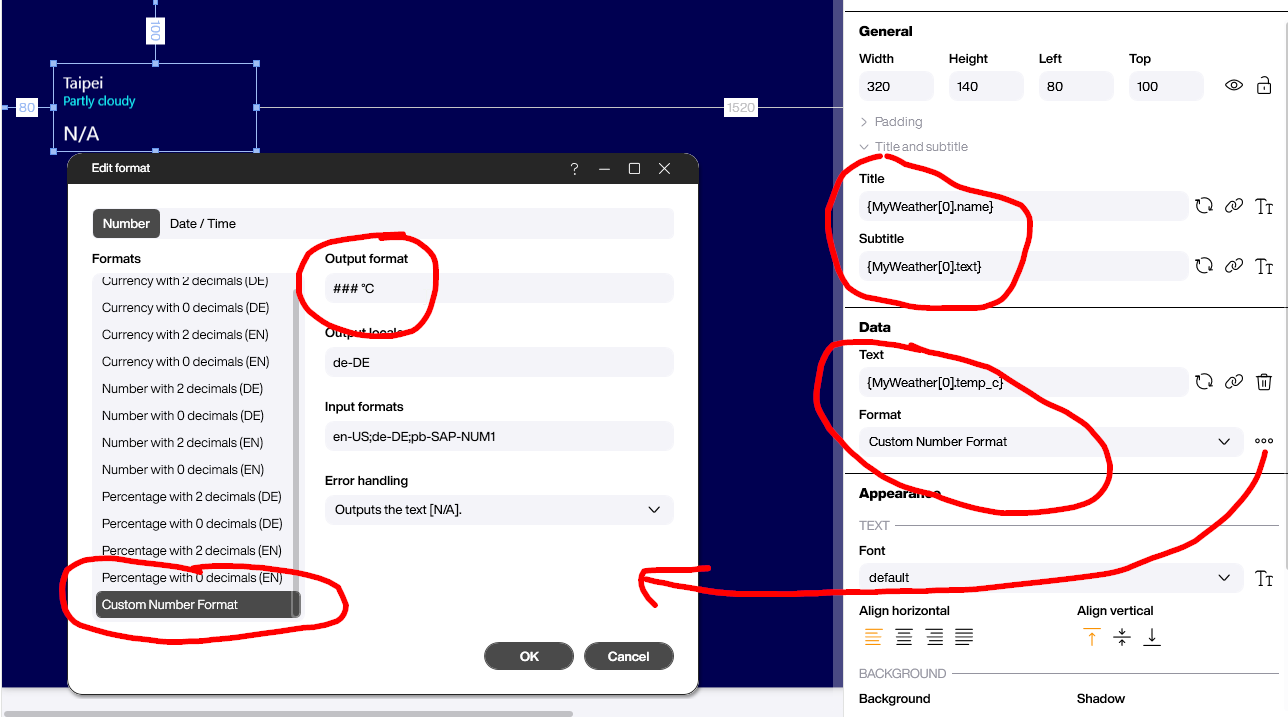 100
80
1520
Taipei
Partly cloudy
N/A
Edit format
?
Number
Date / Time
Formats
Currency with 2 decimals (DE)
Currency with 0 decimals (DE)
Currency with 2 decimals (EN)
Currency with 0 decimals (EN)
Number with 2 decimals (DE)
Number with 0 decimals (DE)
Number with 2 decimals (EN)
Number with 0 decimals (EN)
Percentage with 2 decimals (DE)
Percentage with 0 decimals (DE)
Percentage with 2 decimals (EN)
Percentage with 0 decimals (EN)
Custom Number Format
Output format
### °C
Output locale
de-DE
Input formats
en-US;de-DE;pb-SAP-NUM1
Error handling
Outputs the text [N/A].
OK
Cancel
General
Width Height Left Top
320 140 80 100
Padding
Title and subtitle
Title
{MyWeather[0].name}
Subtitle
{MyWeather[0].text}
Data
Text
{MyWeather[0].temp_c}
Format
Custom Number Format
Appearance
TEXT
Font
default
Align horizontal Align vertical
BACKGROUND
Background Shadow